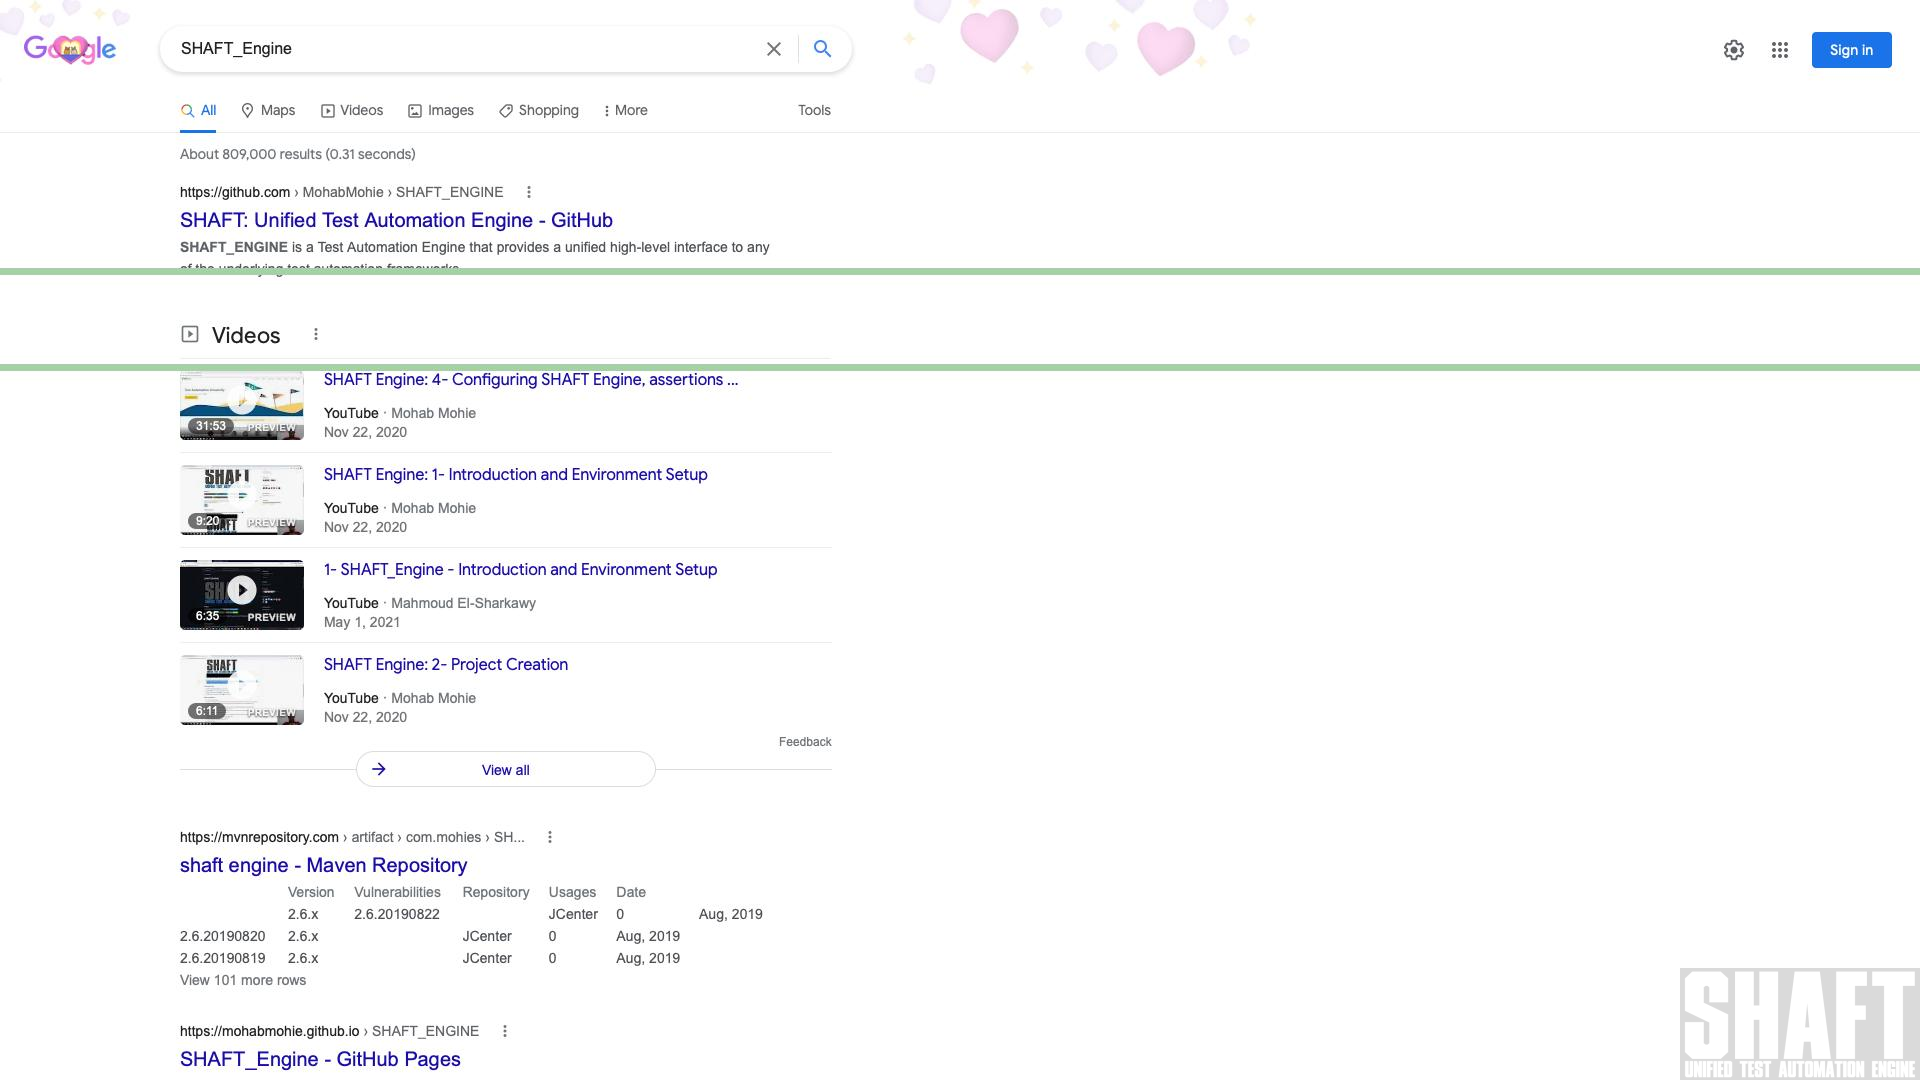 Google
SHAFT_Engine
Sign in
All
Maps
Videos
Images
Shopping
More
Tools
About 809,000 results (0.31 seconds)
https://github.com › MohabMohie › SHAFT_ENGINE
SHAFT: Unified Test Automation Engine - GitHub
SHAFT_ENGINE is a Test Automation Engine that provides a unified high-level interface to any
of the underlying test automation frameworks
Videos
SHAFT Engine: 4- Configuring SHAFT Engine, assertions ...
31:53 PREVIEW
YouTube · Mohab Mohie
Nov 22, 2020
SHAFT Engine: 1- Introduction and Environment Setup
9:20 PREVIEW
YouTube · Mohab Mohie
Nov 22, 2020
1- SHAFT_Engine - Introduction and Environment Setup
6:35 PREVIEW
YouTube · Mahmoud El-Sharkawy
May 1, 2021
SHAFT Engine: 2- Project Creation
6:11 PREVIEW
YouTube · Mohab Mohie
Nov 22, 2020
Feedback
View all
https://mvnrepository.com › artifact › com.mohies › SH...
shaft engine - Maven Repository
Version Vulnerabilities Repository Usages Date
2.6.x 2.6.20190822 JCenter 0 Aug, 2019
2.6.20190820 2.6.x JCenter 0 Aug, 2019
2.6.20190819 2.6.x JCenter 0 Aug, 2019
View 101 more rows
https://mohabmohie.github.io › SHAFT_ENGINE
SHAFT_Engine - GitHub Pages
SHAFT
UNIFIED TEST AUTOMATION ENGINE